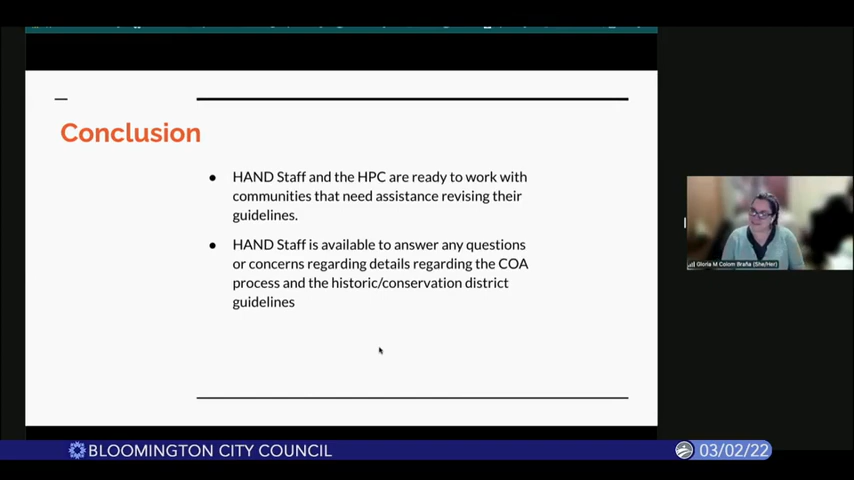 Conclusion
● HAND Staff and the HPC are ready to work with
communities that need assistance revising their
guidelines.
● HAND Staff is available to answer any questions
or concerns regarding details regarding the COA
process and the historic/conservation district
guidelines
Gloria M Colom Braña (She/Her)
BLOOMINGTON CITY COUNCIL
03/02/22